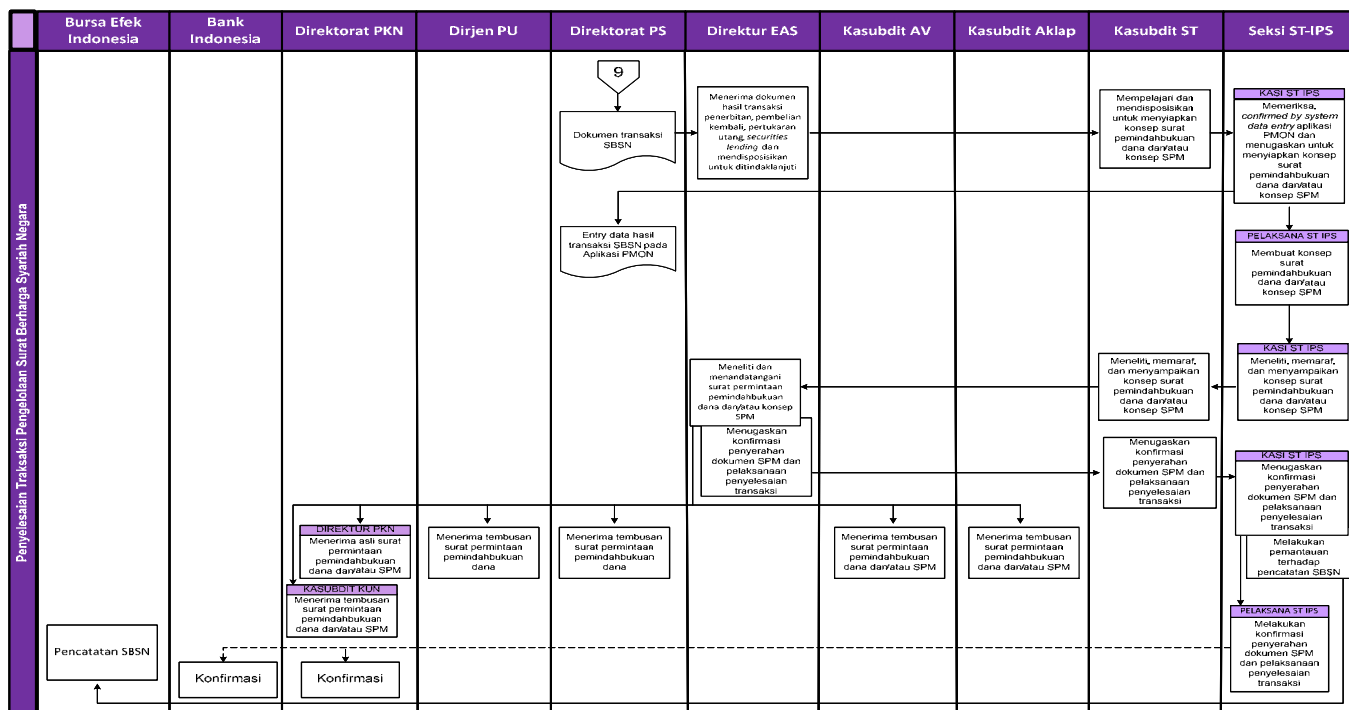 Bursa Efek
Indonesia
Bank
Indonesia
Direktorat PKN
Dirjen PU
Direktorat PS
Direktur EAS
Kasubdit AV
Kasubdit Aklap
Kasubdit ST
Seksi ST-IPS
Penyelesaian Traksaksi Pengelolaan Surat Berharga Syariah Negara
9
Dokumen transaksi
SBSN
Menerima dokumen
hasil transaksi
penerbitan, pembelian
kembali, pertukaran
utang, securities
lending dan
mendisposisikan
untuk ditindaklanjuti
Mempelajari dan
mendisposisikan
untuk menyiapkan
konsep surat
pemindahbukuan
dana dan/atau
konsep SPM
KASI ST IPS
Memeriksa,
confirmed by system
data entry aplikasi
PMON dan
menugaskan untuk
menyiapkan konsep
surat
pemindahbukuan
dana dan/atau
konsep SPM
Entry data hasil
transaksi SBSN pada
Aplikasi PMON
PELAKSANA ST IPS
Membuat konsep
surat
pemindahbukuan
dana dan/atau
konsep SPM
KASI ST IPS
Meneliti, memaraf,
dan menyampaikan
konsep surat
pemindahbukuan
dana dan/atau
konsep SPM
Meneliti, memaraf,
dan menyampaikan
konsep surat
pemindahbukuan
dana dan/atau
konsep SPM
Meneliti dan
menandatangani
surat permintaan
pemindahbukuan
dana dan/atau konsep
SPM
Menugaskan
konfirmasi
penyerahan
dokumen SPM dan
pelaksanaan
penyelesaian
transaksi
Menugaskan
konfirmasi
penyerahan
dokumen SPM dan
pelaksanaan
penyelesaian
transaksi
KASI ST IPS
Menugaskan
konfirmasi
penyerahan
dokumen SPM dan
pelaksanaan
penyelesaian
transaksi
Melakukan
pemantauan
terhadap
pencatatan SBSN
DIREKTUR PKN
Menerima asli surat
permintaan
pemindahbukuan
dana dan/atau SPM
Menerima tembusan
surat permintaan
pemindahbukuan
dana
Menerima tembusan
surat permintaan
pemindahbukuan
dana
Menerima tembusan
surat permintaan
pemindahbukuan
dana dan/atau SPM
Menerima tembusan
surat permintaan
pemindahbukuan
dana dan/atau SPM
KASUBDIT KUN
Menerima tembusan
surat permintaan
pemindahbukuan
dana dan/atau SPM
PELAKSANA ST IPS
Melakukan
konfirmasi
penyerahan
dokumen SPM
dan pelaksanaan
penyelesaian
transaksi
Pencatatan SBSN
Konfirmasi
Konfirmasi